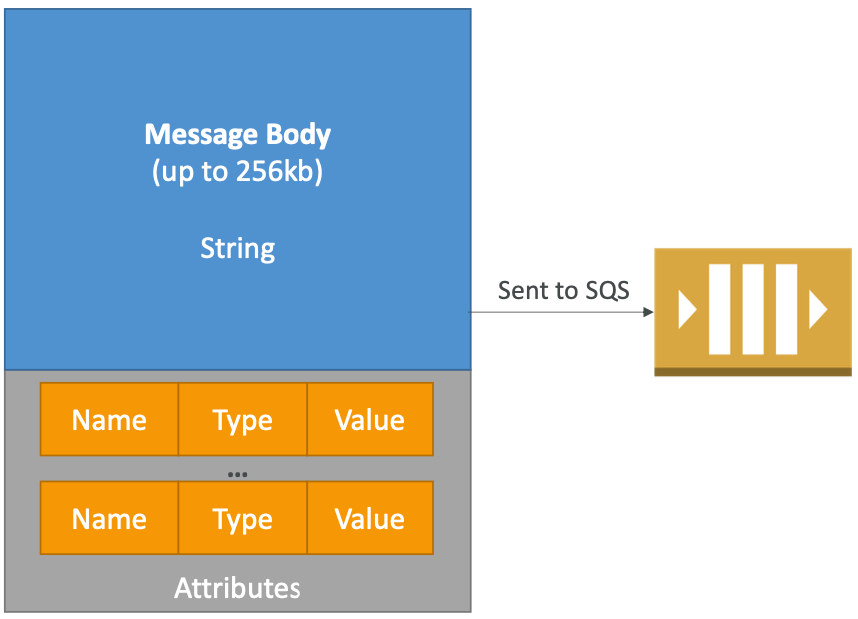 Message Body
(up to 256kb)
String
Sent to SQS
Name Type Value
...
Name Type Value
Attributes